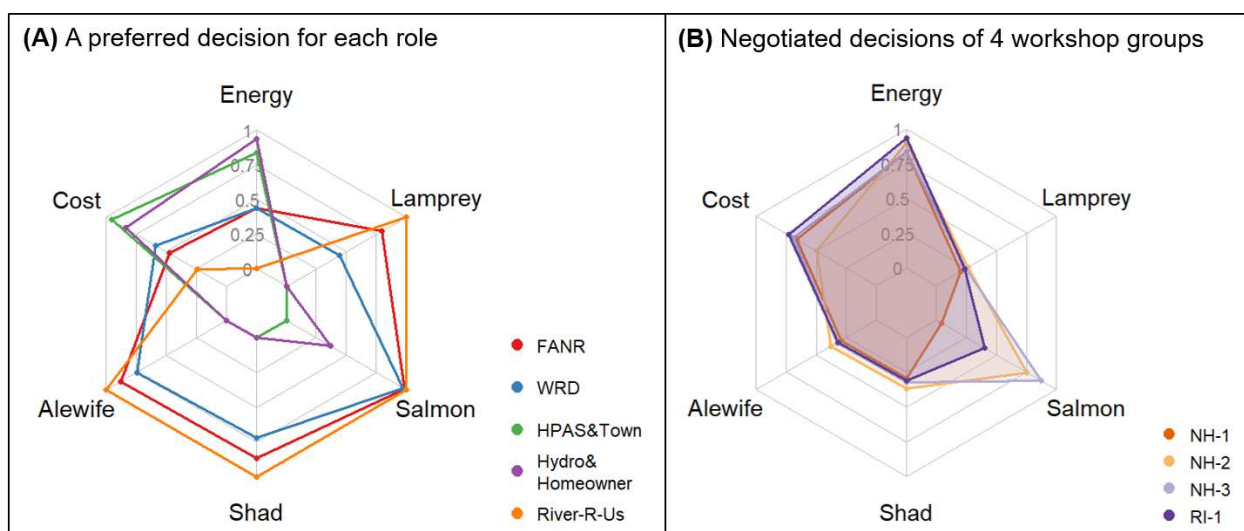 (A) A preferred decision for each role
Energy
1
0.75
0.5
0.25
0
Cost
Lamprey
Alewife
Salmon
Shad
FANR
WRD
HPAS&Town
Hydro&
Homeowner
River-R-Us
(B) Negotiated decisions of 4 workshop groups
Energy
1
0.75
0.5
0.25
0
Cost
Lamprey
Alewife
Salmon
Shad
NH-1
NH-2
NH-3
RI-1